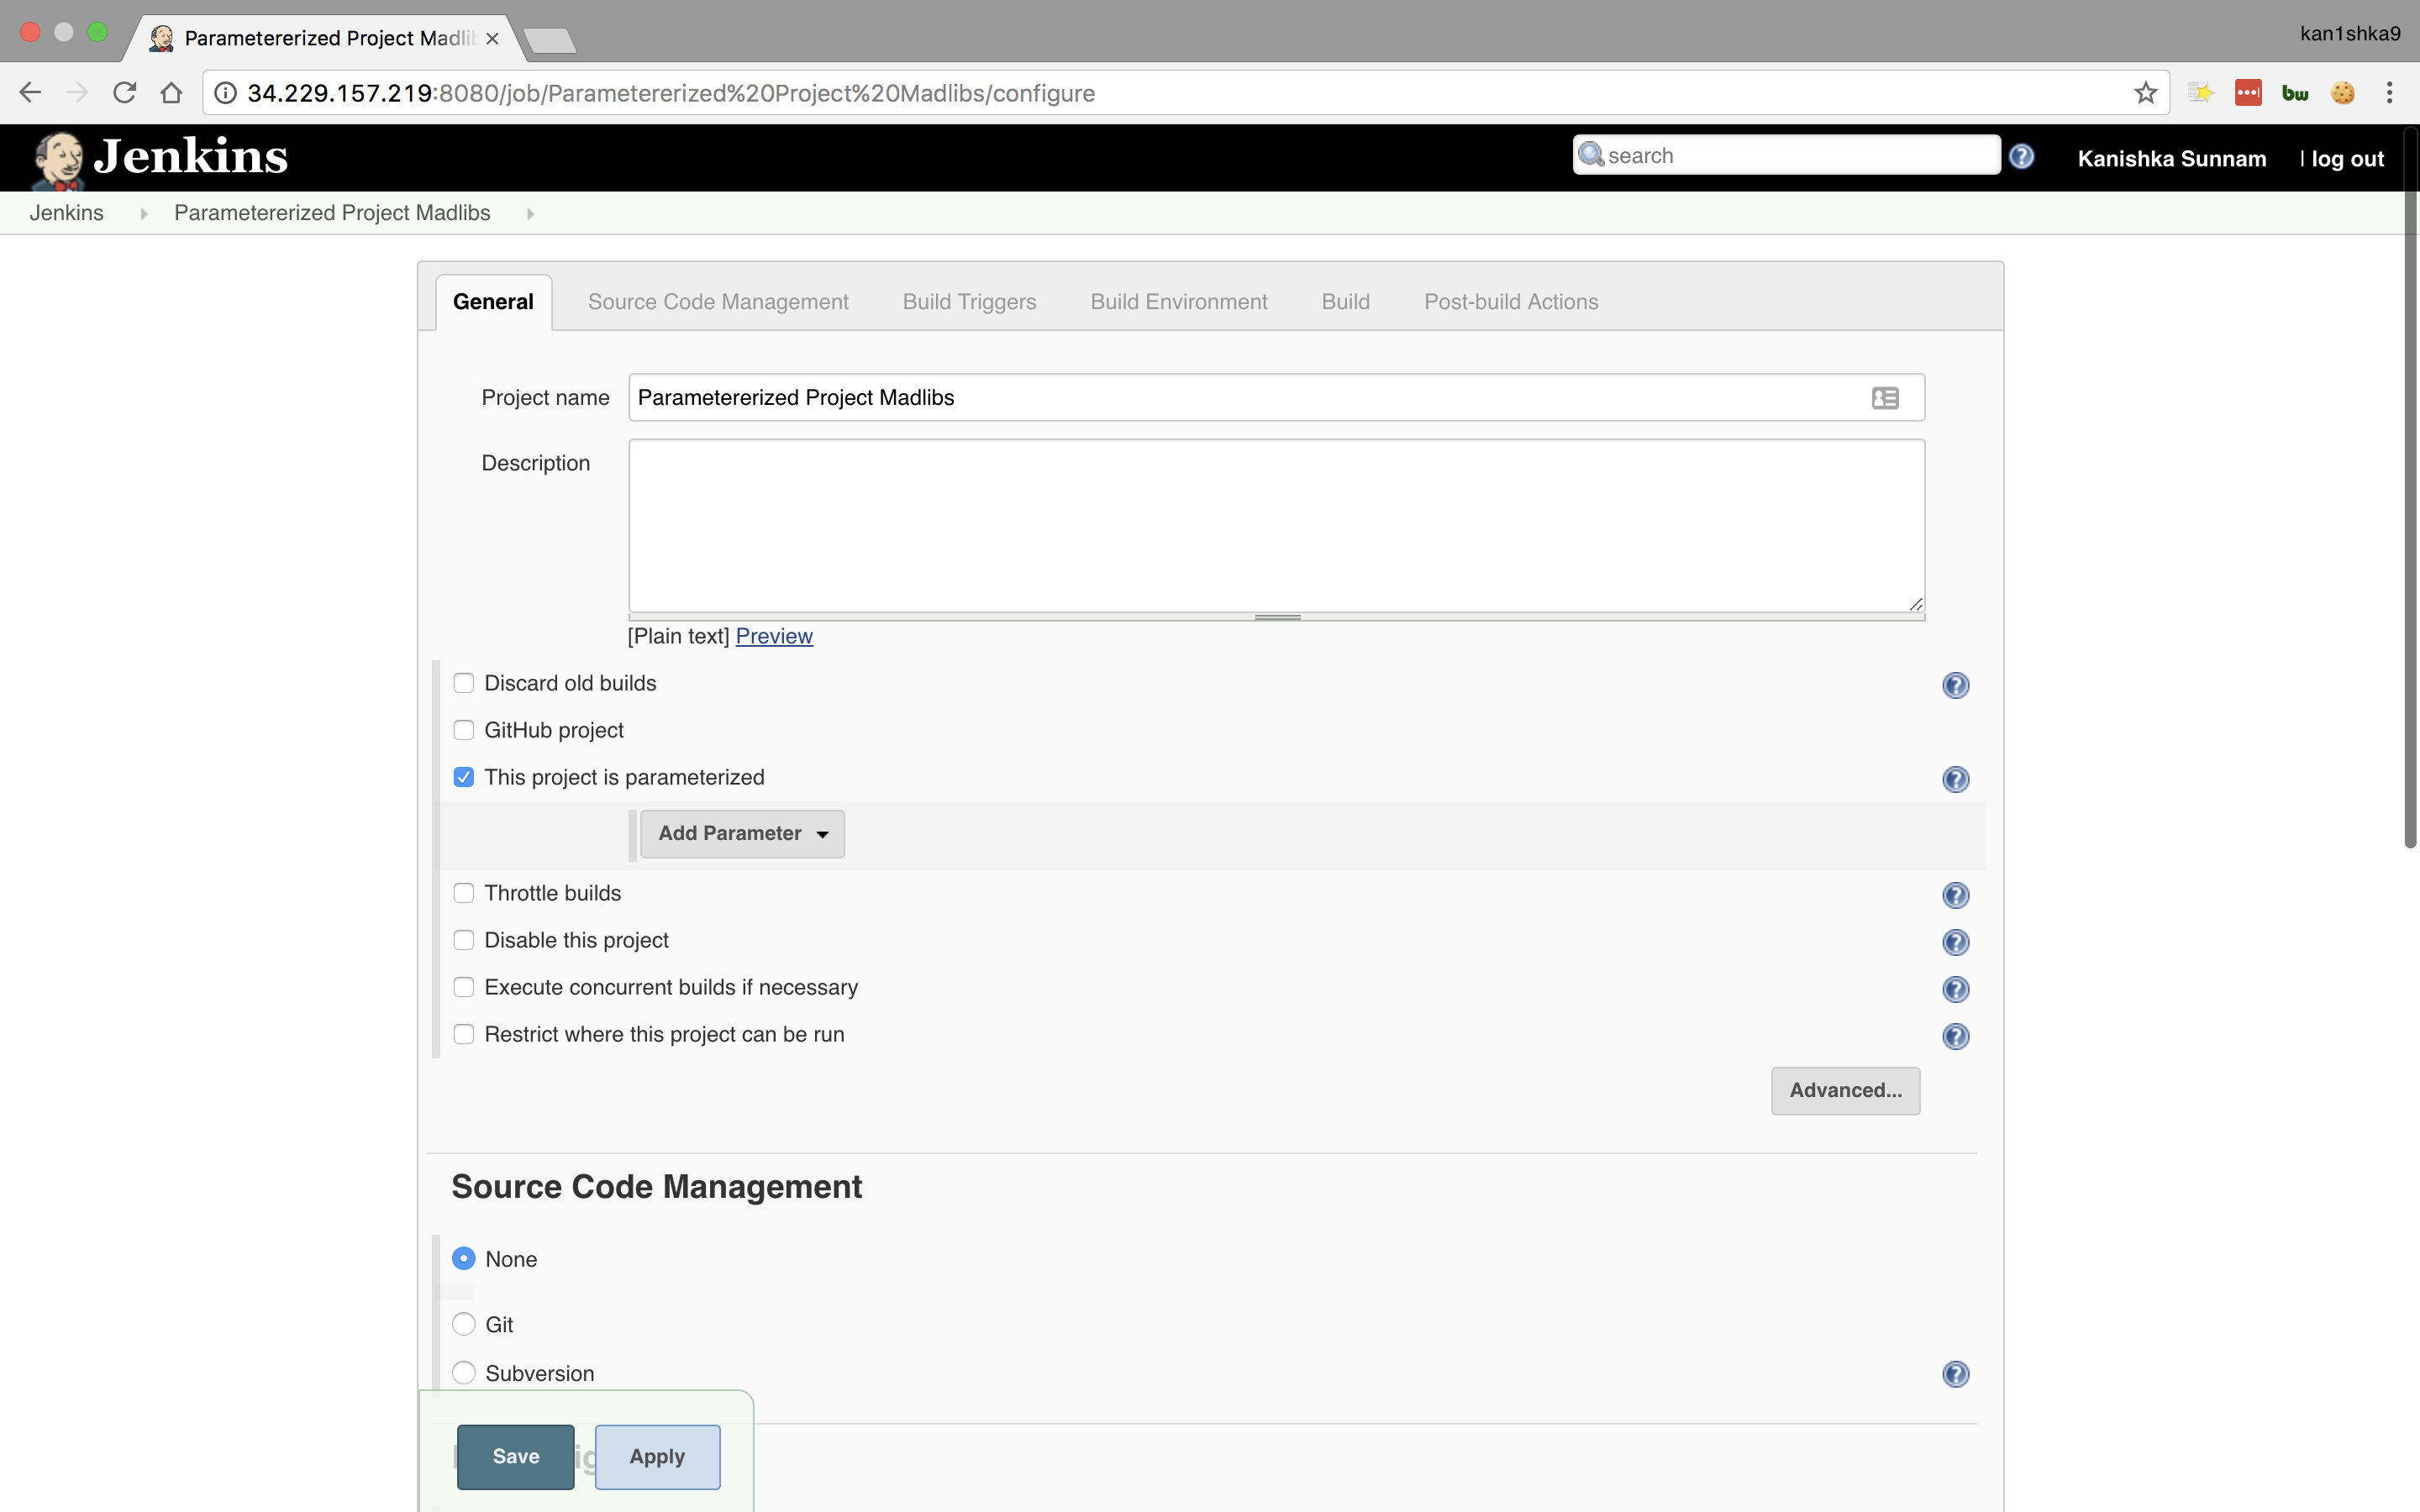 Parametererized Project Madlib
kan1shka9
34.229.157.219:8080/job/Parametererized%20Project%20Madlibs/configure
bw
Jenkins
search
Kanishka Sunnam
| log out
Jenkins
Parametererized Project Madlibs
General
Source Code Management
Build Triggers
Build Environment
Build
Post-build Actions
Project name
Parametererized Project Madlibs
Description
[Plain text] Preview
Discard old builds
GitHub project
This project is parameterized
Add Parameter
Throttle builds
Disable this project
Execute concurrent builds if necessary
Restrict where this project can be run
Advanced...
Source Code Management
None
Git
Subversion
Save
Apply